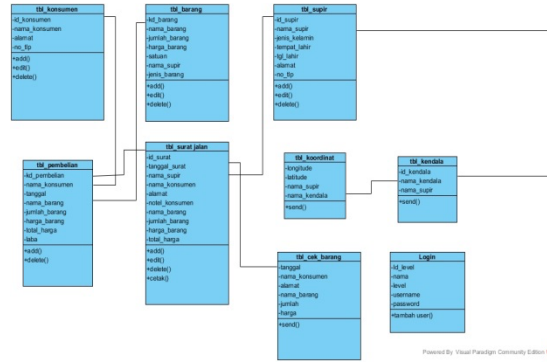 tbl_konsumen
-id_konsumen
-nama_konsumen
-alamat
-no_tlp
+add()
+edit()
+delete()
tbl_barang
-kd_barang
-nama_barang
-jumlah_barang
-harga_barang
-satuan
-nama_supir
-jenis_barang
+add()
+edit()
+delete()
tbl_supir
-id_supir
-nama_supir
-jenis_kelamin
-tempat_lahir
-tgl_lahir
-alamat
-no_tlp
+add()
+edit()
+delete()
tbl_pembelian
-kd_pembelian
-nama_konsumen
-tanggal
-nama_barang
-jumlah_barang
-harga_barang
-total_harga
-laba
+add()
+delete()
tbl_surat jalan
-id_surat
-tanggal_surat
-nama_supir
-nama_konsumen
-alamat
-notel_konsumen
-nama_barang
-jumlah_barang
-harga_barang
-total_harga
+add()
+edit()
+delete()
+cetak()
tbl_koordinat
-longitude
-latitude
-nama_supir
-nama_kendala
+send()
tbl_kendala
-id_kendala
-nama_kendala
-nama_supir
+send()
tbl_cek_barang
-tanggal
-nama_konsumen
-alamat
-nama_barang
-jumlah
-harga
+send()
Login
-id_level
-nama
-level
-username
-password
+tambah user()
Powered By Visual Paradigm Community Edition